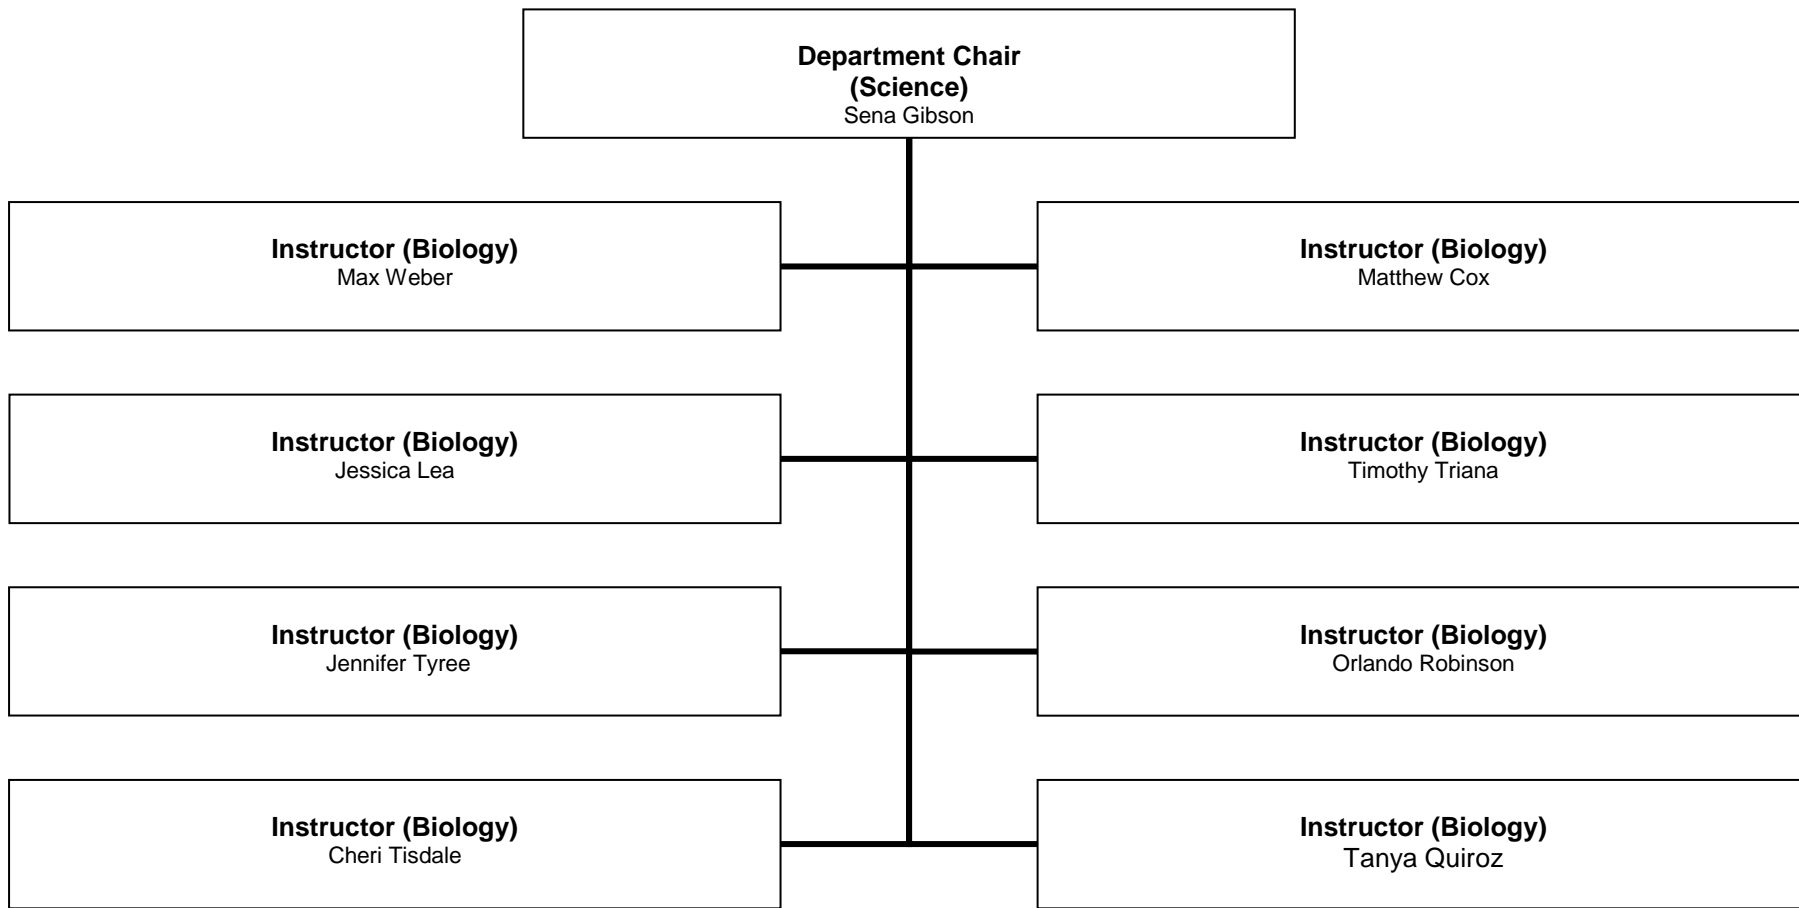 Department Chair
(Science)
Sena Gibson
Instructor (Biology)
Max Weber
Instructor (Biology)
Matthew Cox
Instructor (Biology)
Jessica Lea
Instructor (Biology)
Timothy Triana
Instructor (Biology)
Jennifer Tyree
Instructor (Biology)
Orlando Robinson
Instructor (Biology)
Cheri Tisdale
Instructor (Biology)
Tanya Quiroz